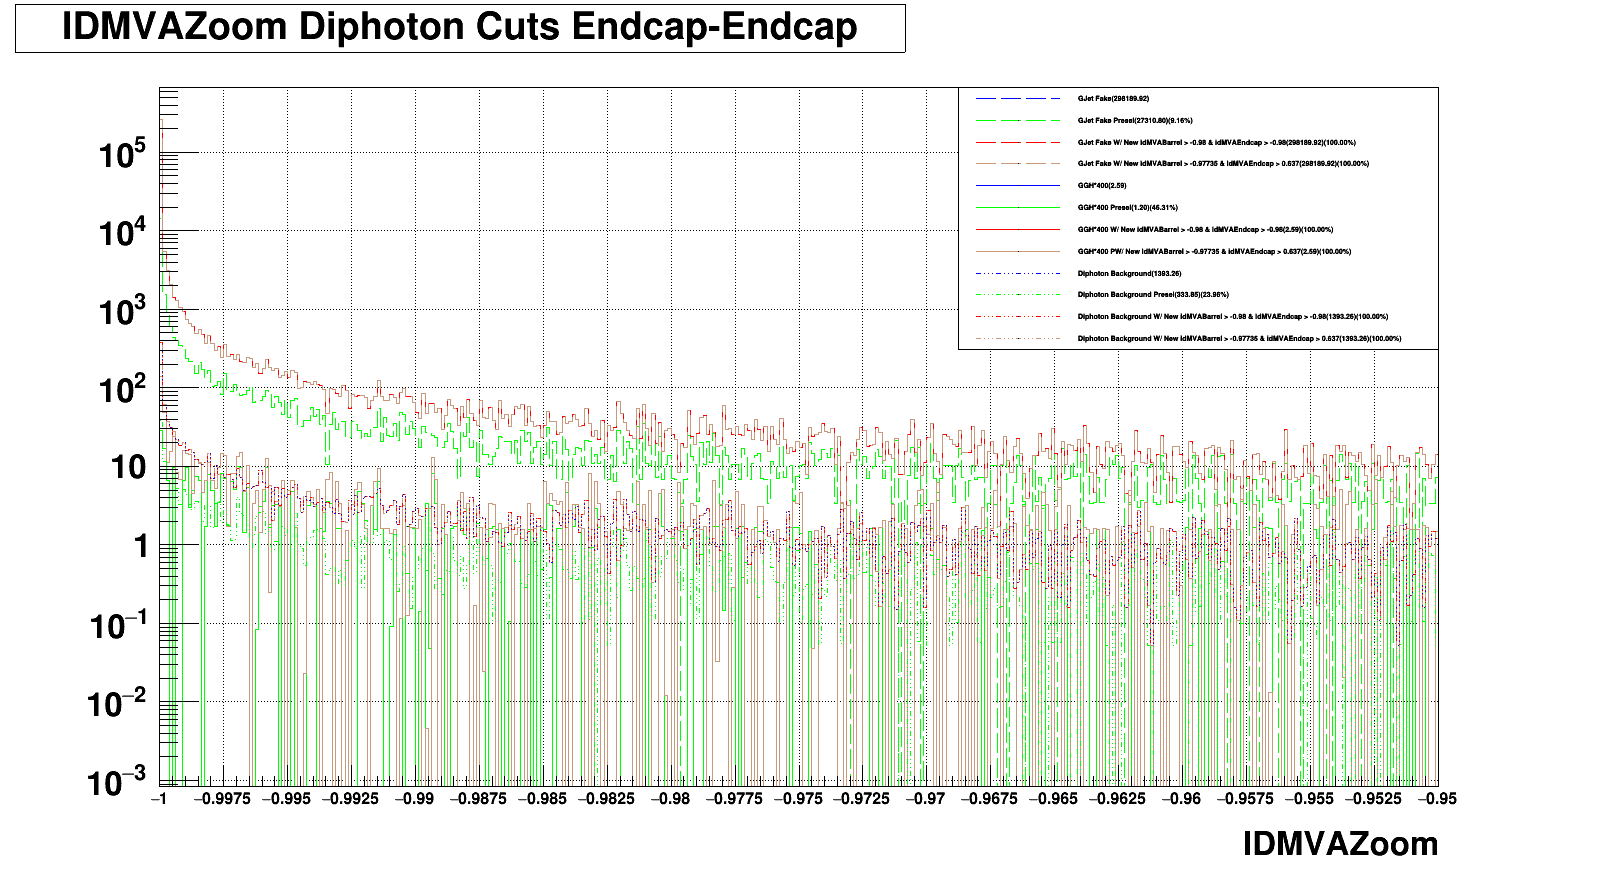 IDMVAZoom Diphoton Cuts Endcap-Endcap
GJet Fake(298189.92)
GJet Fake Presel(27310.80)(9.16%)
GJet Fake W/ New idMVABarrel > -0.98 & idMVAEndcap > -0.98(298189.92)(100.00%)
GJet Fake W/ New idMVABarrel > -0.97735 & idMVAEndcap > 0.637(298189.92)(100.00%)
GGH*400(2.59)
GGH*400 Presel(1.20)(46.31%)
GGH*400 W/ New idMVABarrel > -0.98 & idMVAEndcap > -0.98(2.59)(100.00%)
GGH*400 PW/ New idMVABarrel > -0.97735 & idMVAEndcap > 0.637(2.59)(100.00%)
Diphoton Background(1393.26)
Diphoton Background Presel(333.85)(23.96%)
Diphoton Background W/ New idMVABarrel > -0.98 & idMVAEndcap > -0.98(1393.26)(100.00%)
Diphoton Background W/ New idMVABarrel > -0.97735 & idMVAEndcap > 0.637(1393.26)(100.00%)
10⁵
10⁴
10³
10²
10
1
10⁻¹
10⁻²
10⁻³
−1 −0.9975 −0.995 −0.9925 −0.99 −0.9875 −0.985 −0.9825 −0.98 −0.9775 −0.975 −0.9725 −0.97 −0.9675 −0.965 −0.9625 −0.96 −0.9575 −0.955 −0.9525 −0.95
IDMVAZoom